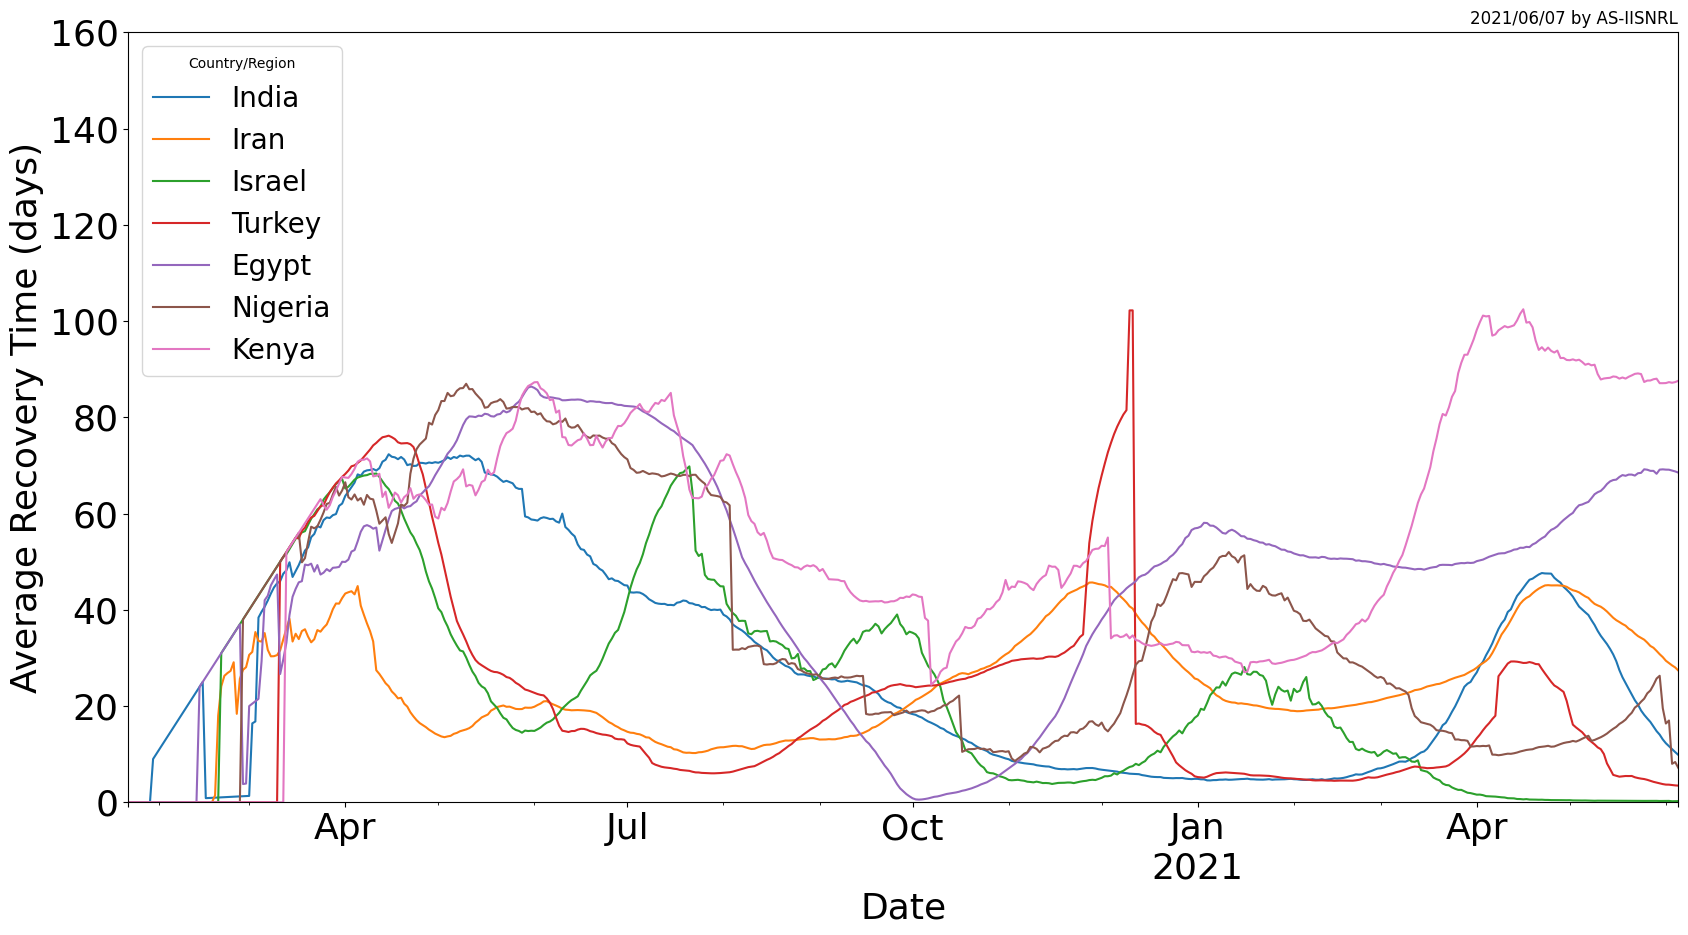 2021/06/07 by AS-IISNRL
Average Recovery Time (days)
160
140
120
100
80
60
40
20
0
Country/Region
India
Iran
Israel
Turkey
Egypt
Nigeria
Kenya
Apr
Jul
Oct
Jan
2021
Apr
Date